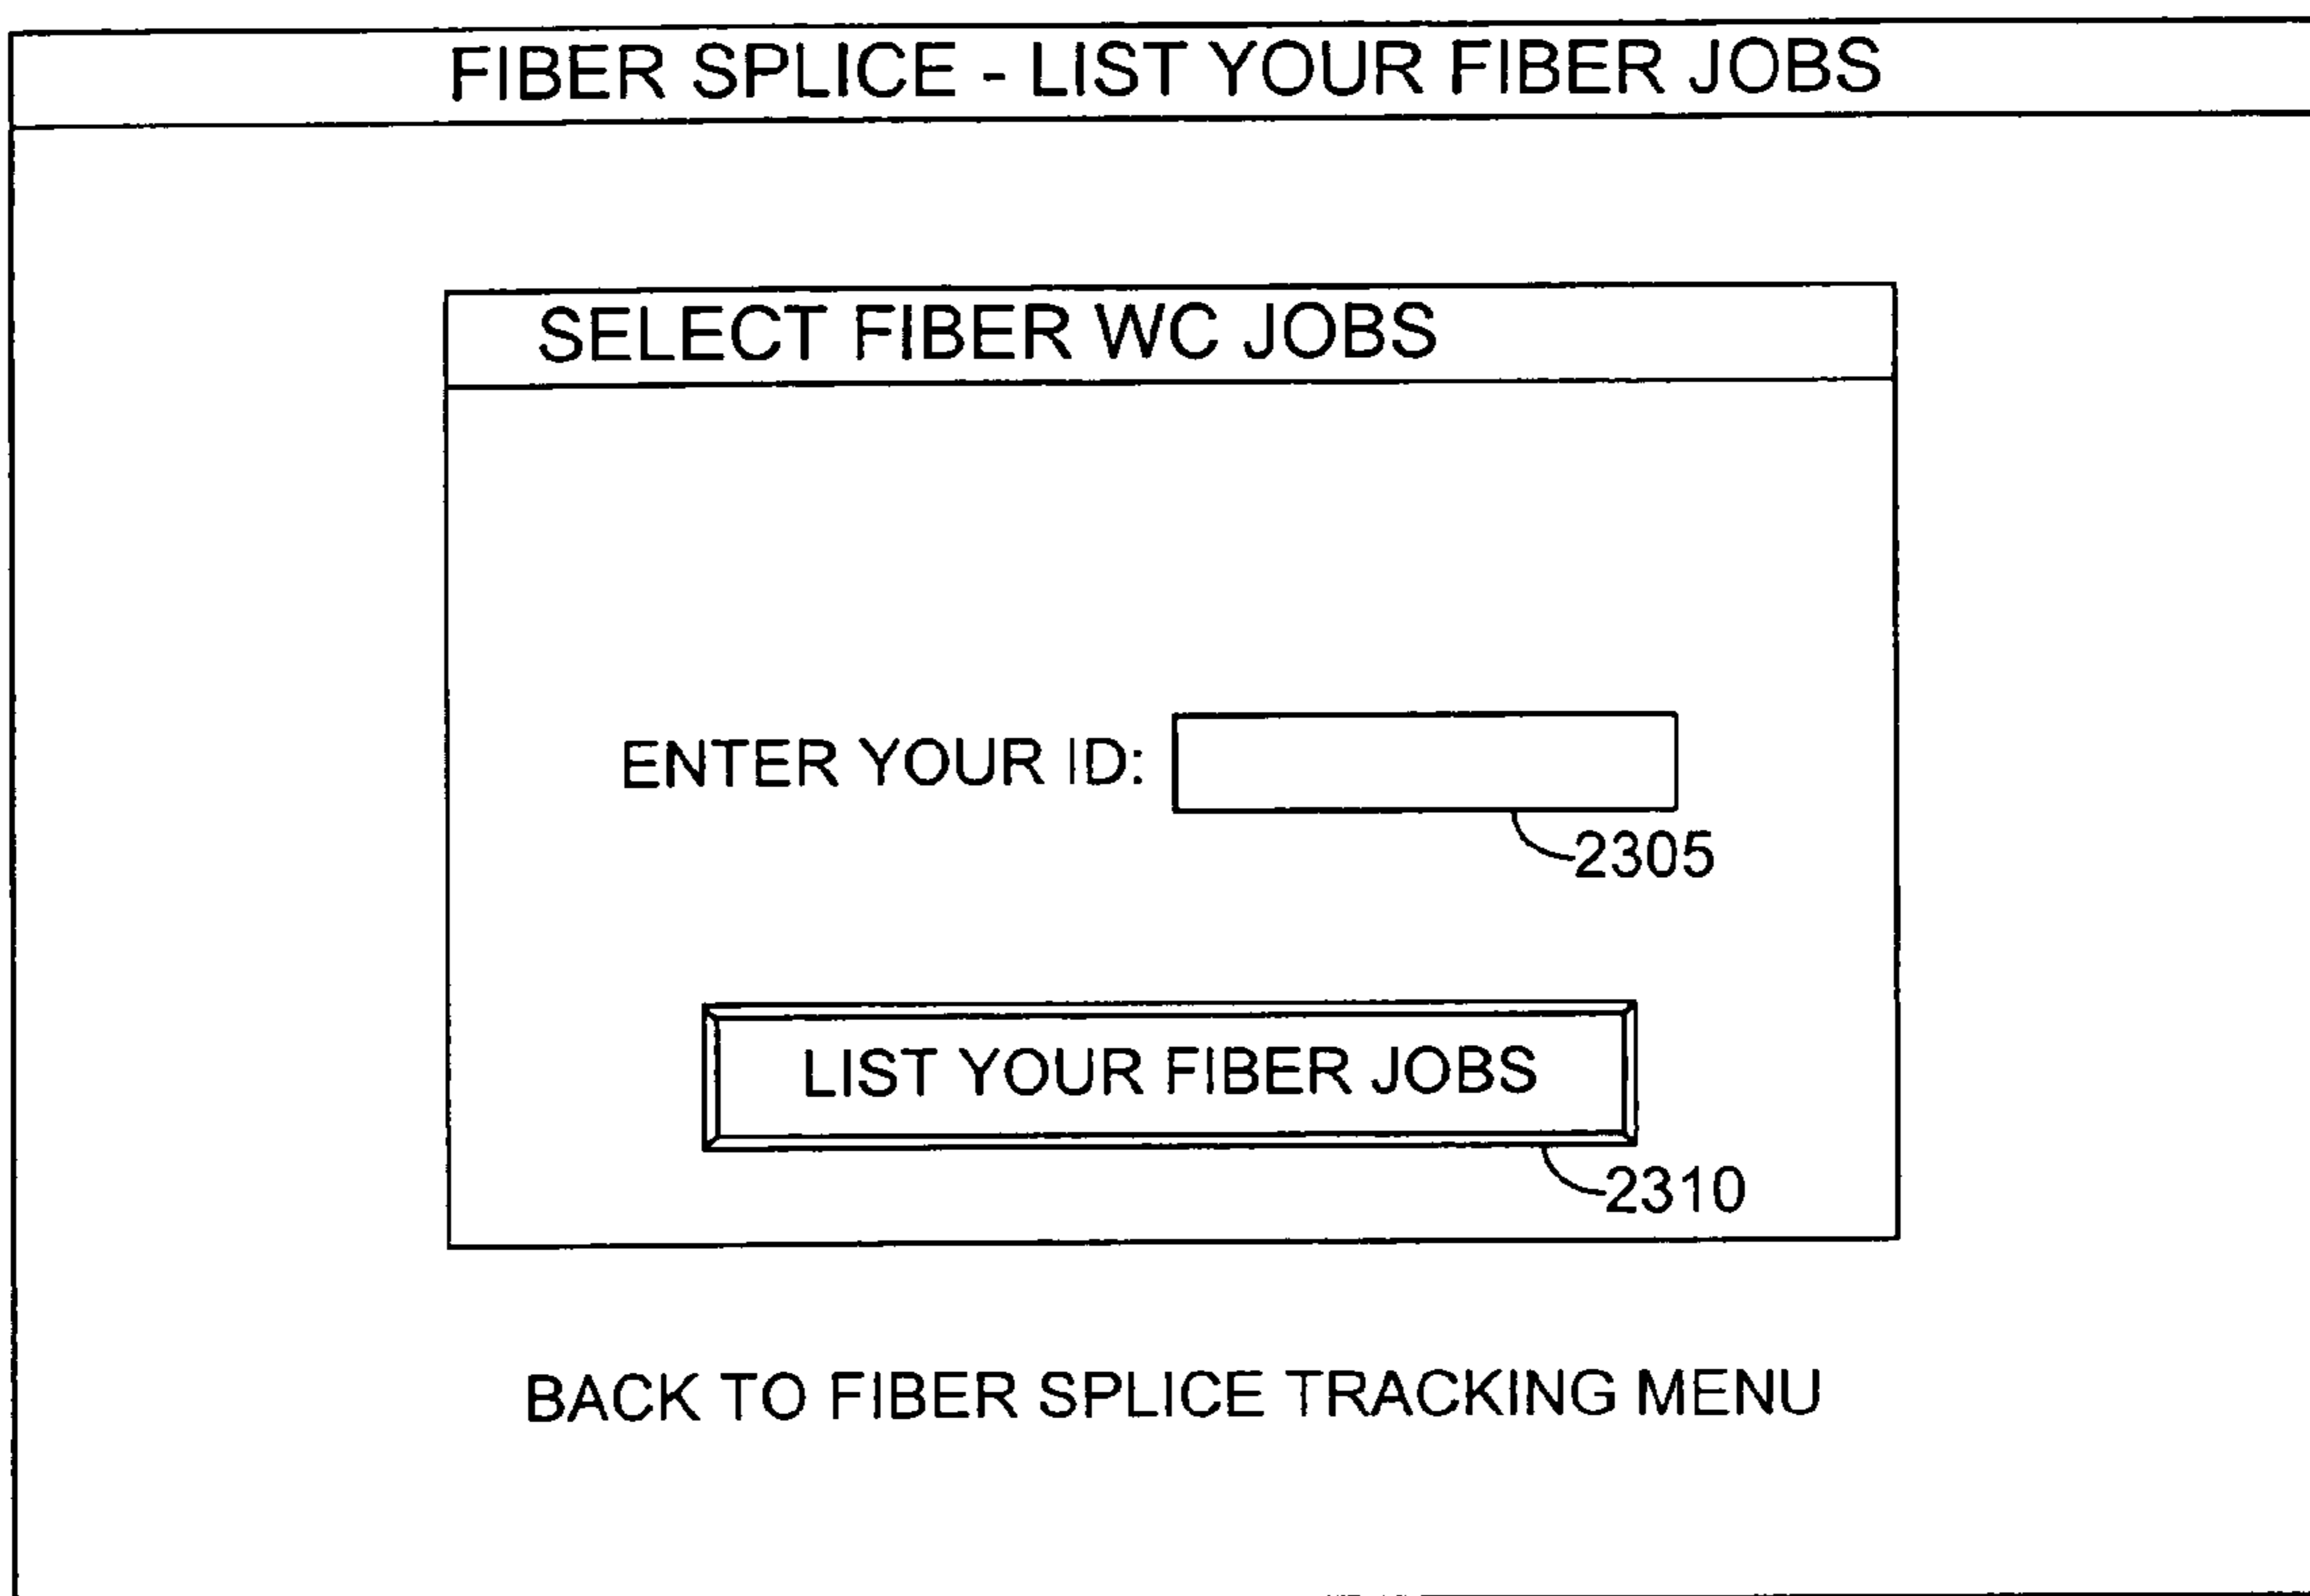 FIBER SPLICE - LIST YOUR FIBER JOBS
SELECT FIBER WC JOBS
ENTER YOUR ID:
2305
LIST YOUR FIBER JOBS
2310
BACK TO FIBER SPLICE TRACKING MENU